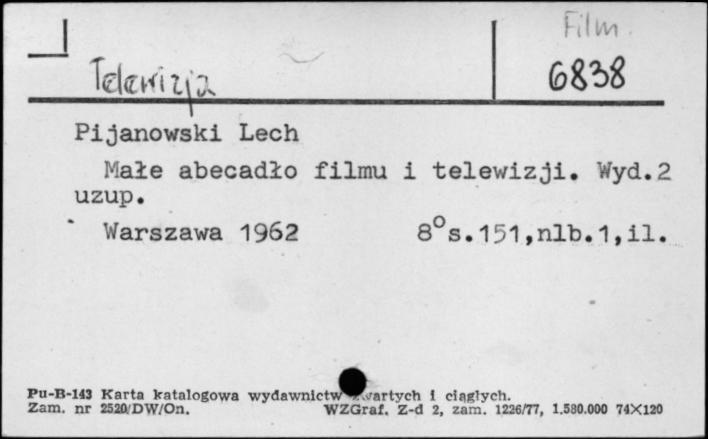 Film.
Telewizja
6838
Pijanowski Lech
Małe abecadło filmu i telewizji. Wyd.2
uzup.
Warszawa 1962 8°s.151,nlb.1,il.
Pu-B-143 Karta katalogowa wydawnictw zwartych i ciągłych.
Zam. nr 2520/DW/On. WZGraf. Z-d 2, zam. 1226/77, 1.580.000 74X120